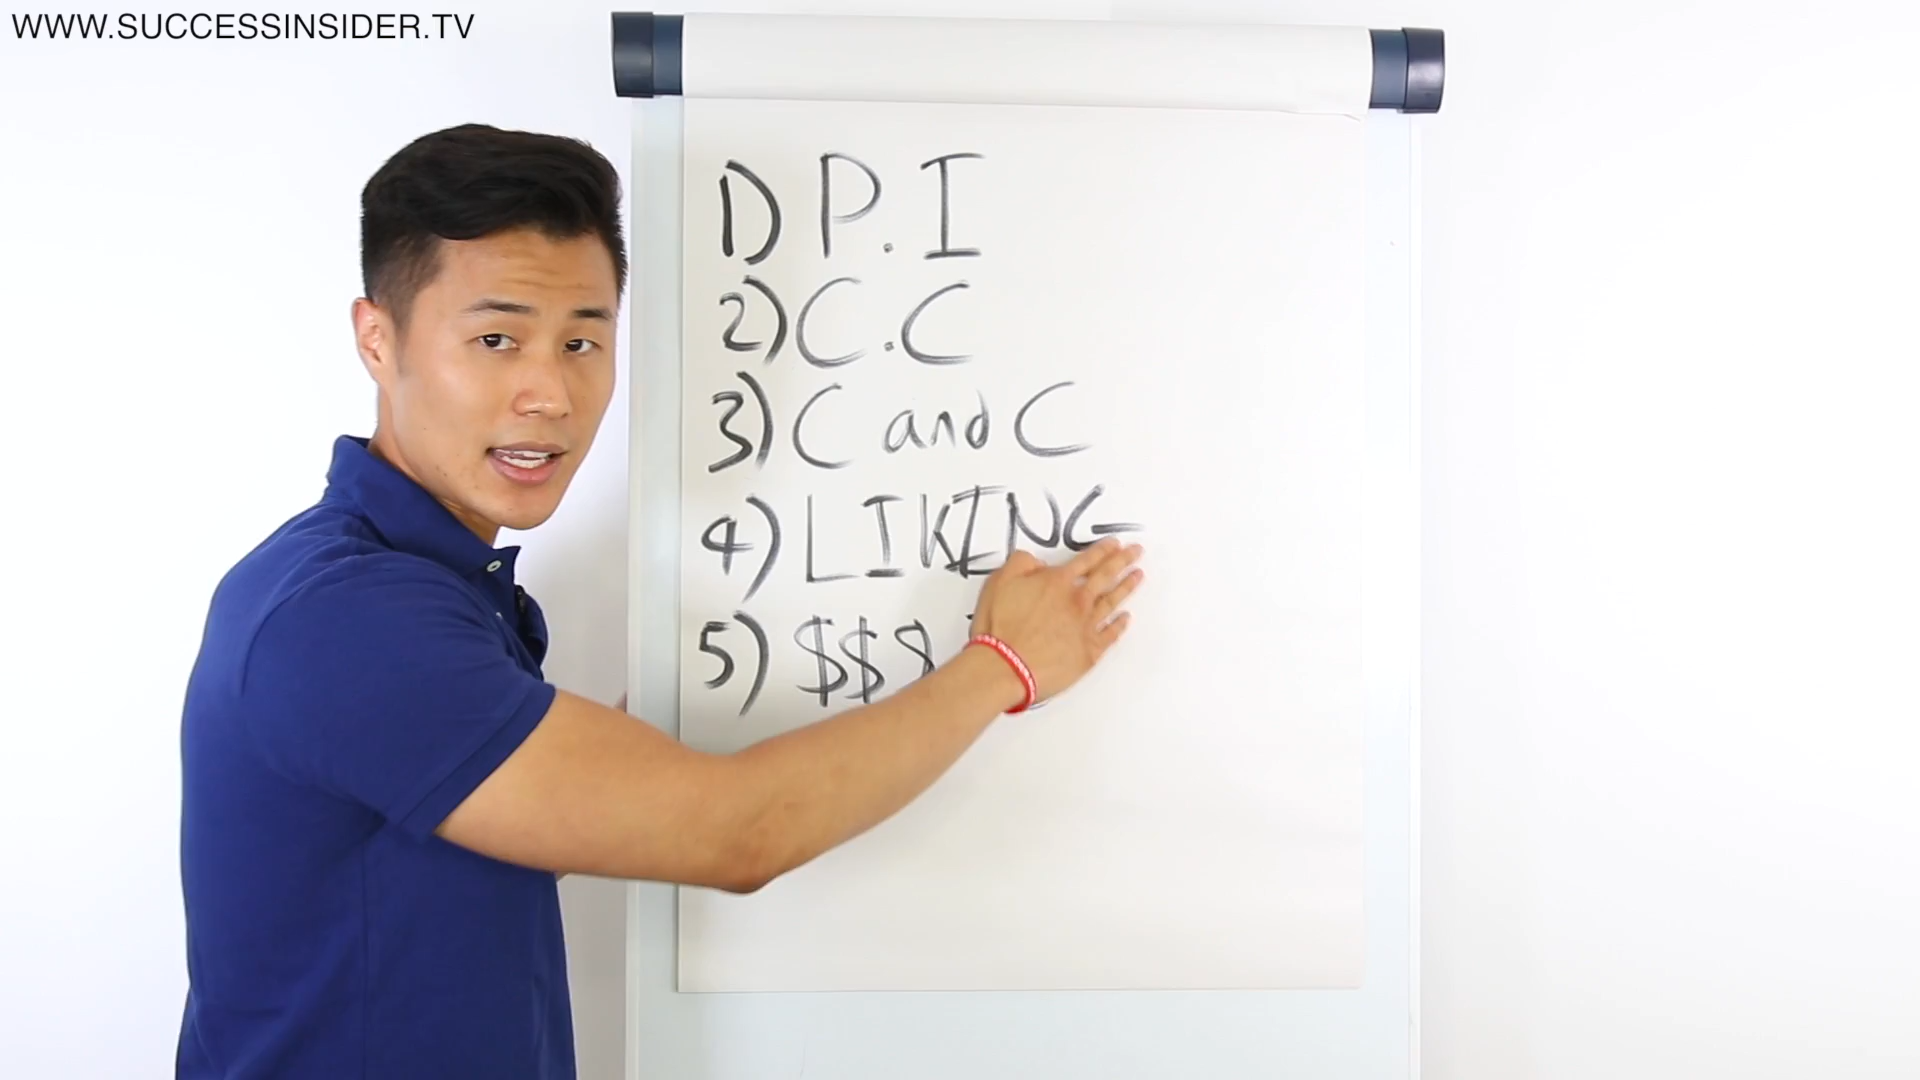 WWW.SUCCESSINSIDER.TV
1) P.I
2) C.C
3) C and C
4) LIKING
5) $$$